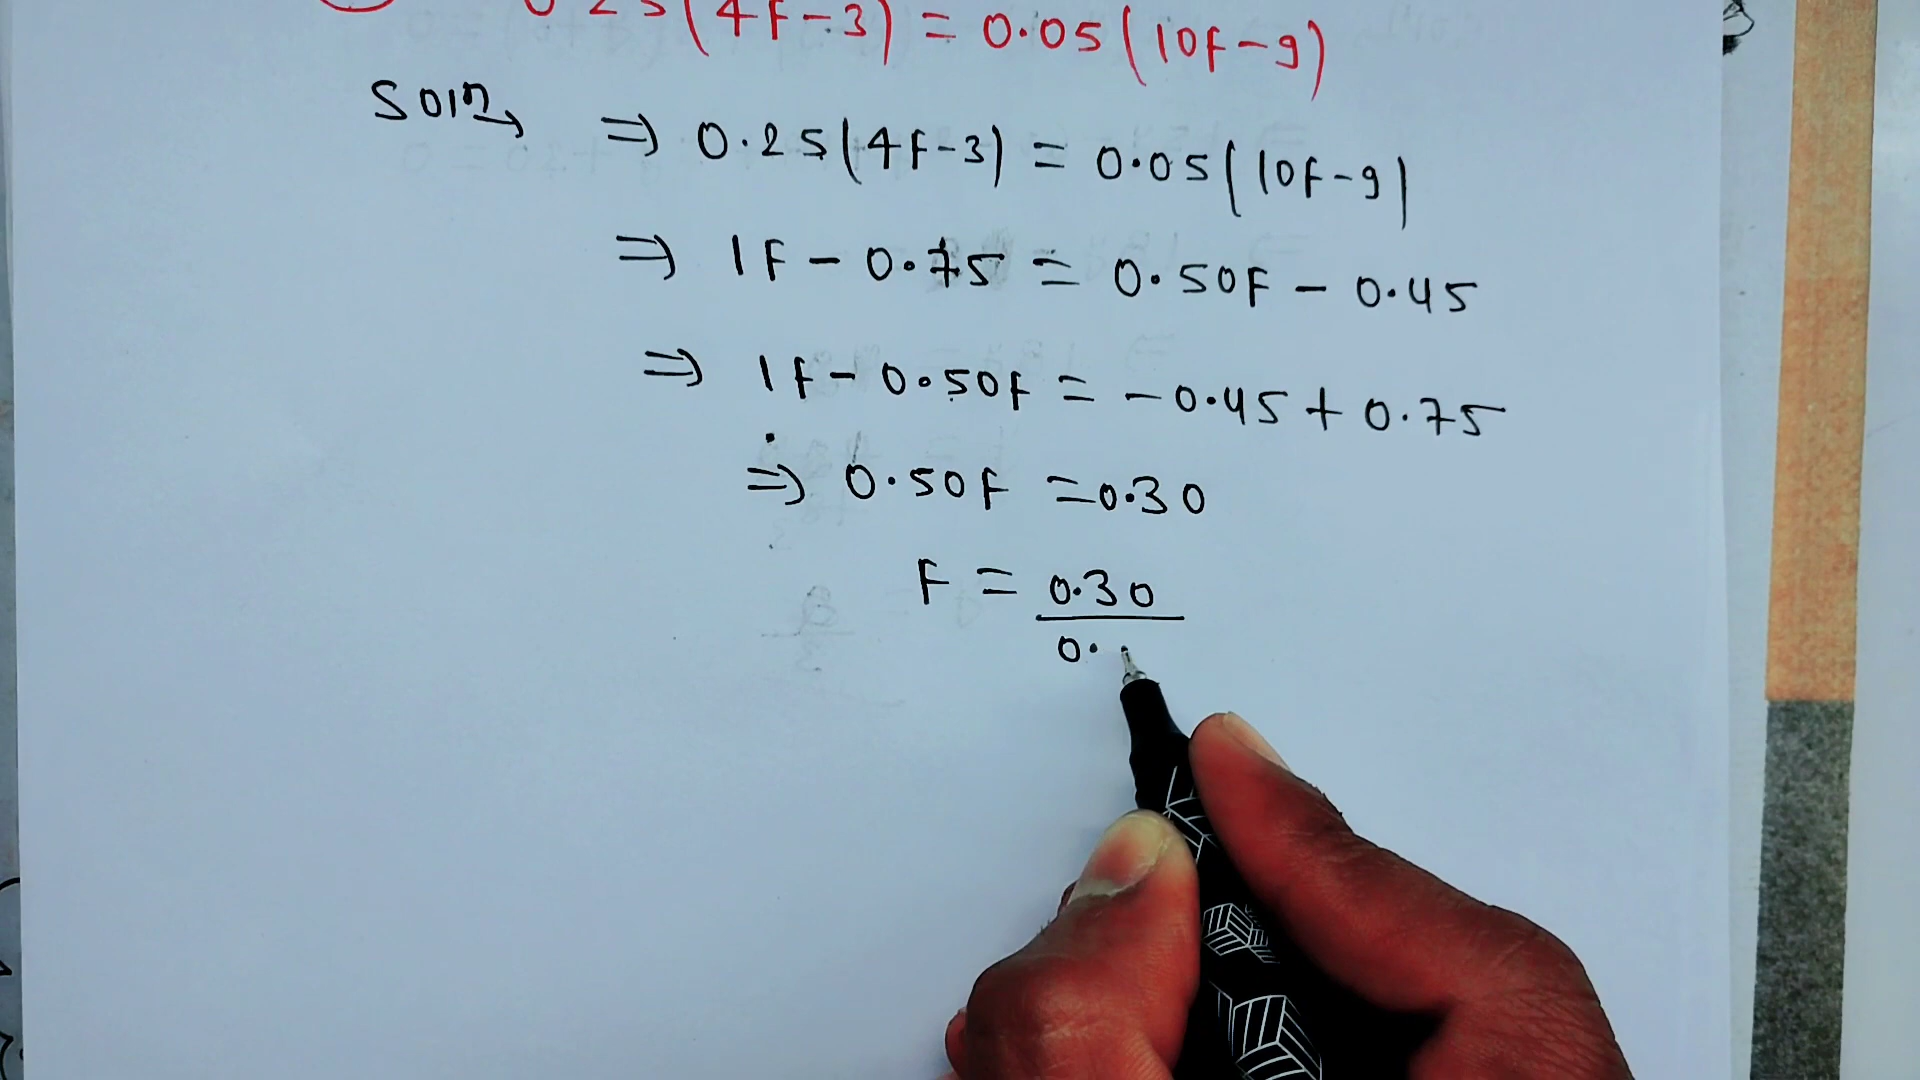 0.25(4F-3) = 0.05(10F-9)
Soln→ ⇒ 0.25(4F-3) = 0.05(10F-9)
⇒ 1F - 0.75 = 0.50F - 0.45
⇒ 1F - 0.50F = -0.45 + 0.75
⇒ 0.50F = 0.30
F = 0.30
0.